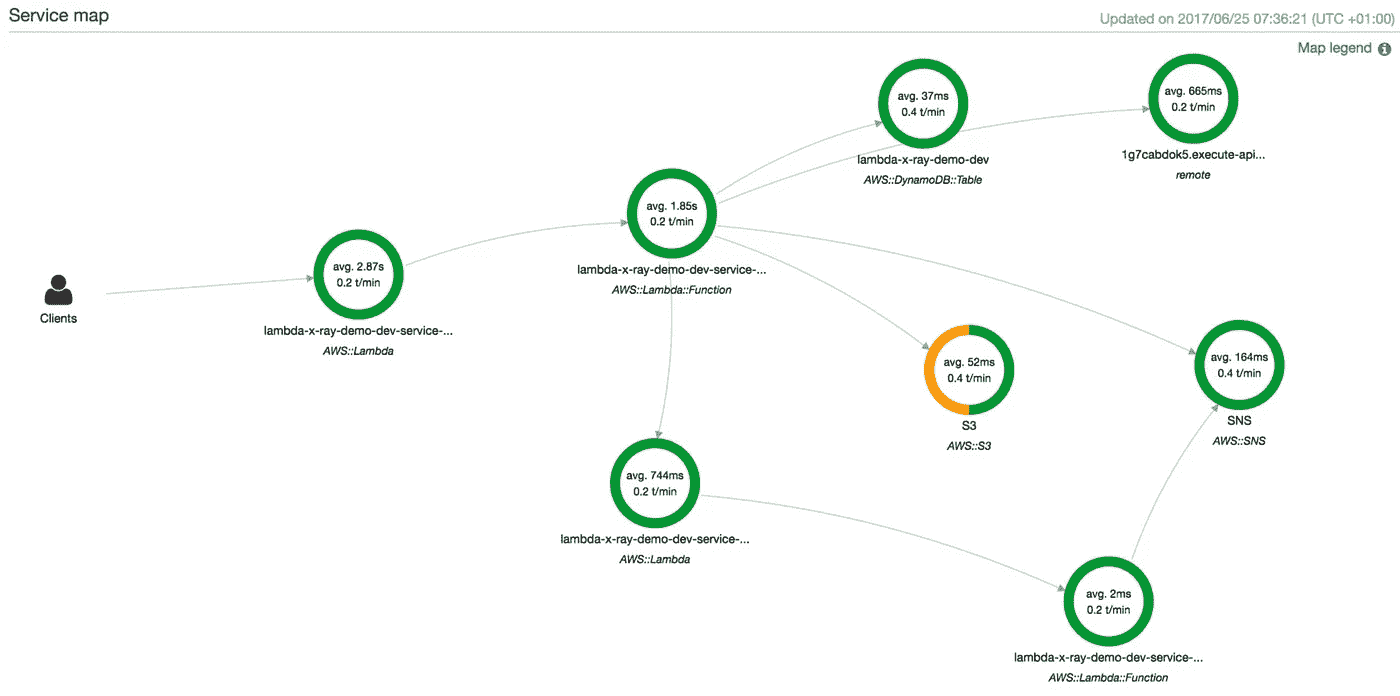 Service map
Updated on 2017/06/25 07:36:21 (UTC +01:00)
Map legend
avg. 37ms
0.4 t/min
lambda-x-ray-demo-dev
AWS::DynamoDB::Table
avg. 665ms
0.2 t/min
1g7cabdok5.execute-api...
remote
avg. 1.85s
0.2 t/min
lambda-x-ray-demo-dev-service-...
AWS::Lambda::Function
Clients
avg. 2.87s
0.2 t/min
lambda-x-ray-demo-dev-service-...
AWS::Lambda
avg. 52ms
0.4 t/min
S3
AWS::S3
avg. 164ms
0.4 t/min
SNS
AWS::SNS
avg. 744ms
0.2 t/min
lambda-x-ray-demo-dev-service-...
AWS::Lambda
avg. 2ms
0.2 t/min
lambda-x-ray-demo-dev-service-...
AWS::Lambda::Function